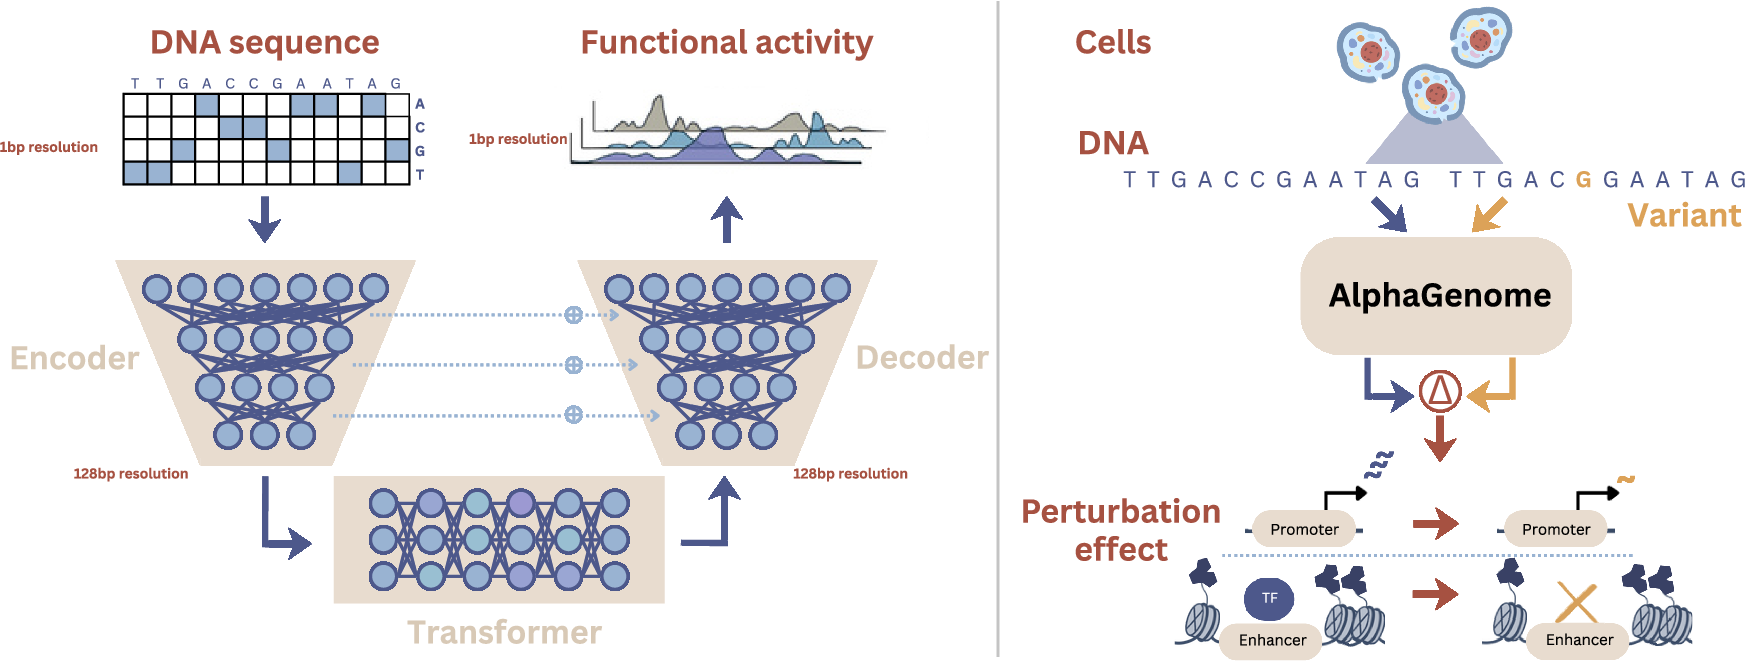 DNA sequence
T T G A C C G A A T A G
A
C
1bp resolution
G
T
Functional activity
1bp resolution
Encoder
Decoder
128bp resolution
128bp resolution
Transformer
Cells
DNA
T T G A C C G A A T A G T T G A C G G A A T A G
Variant
AlphaGenome
Δ
Perturbation
effect
Promoter
Promoter
TF
Enhancer
Enhancer